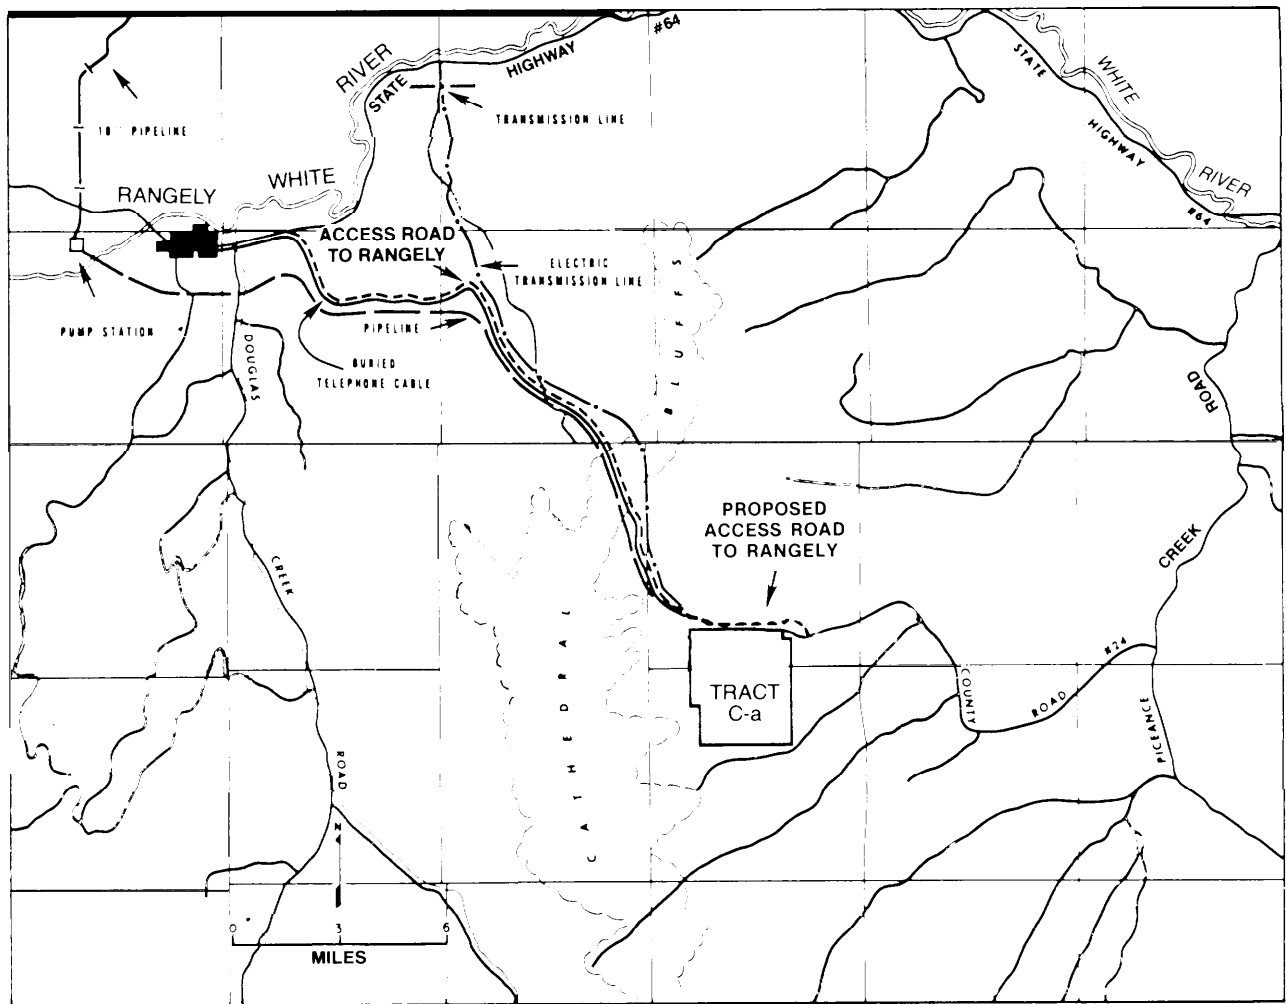 #64
RIVER
STATE
HIGHWAY
TRANSMISSION LINE
STATE
HIGHWAY
WHITE
RIVER
#64
PIPELINE
RANGELY
WHITE
ACCESS ROAD
TO RANGELY
ELECTRIC
TRANSMISSION LINE
PUMP STATION
PIPELINE
BURIED
TELEPHONE CABLE
DOUGLAS
CREEK
ROAD
BLUFFS
CATHEDRAL
ROAD
CREEK
PICEANCE
PROPOSED
ACCESS ROAD
TO RANGELY
TRACT
C-a
COUNTY
ROAD
#24
N
0 3 6
MILES